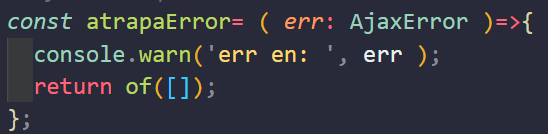 const atrapaError= ( err: AjaxError )=>{
  console.warn('err en: ', err );
  return of([]);
};